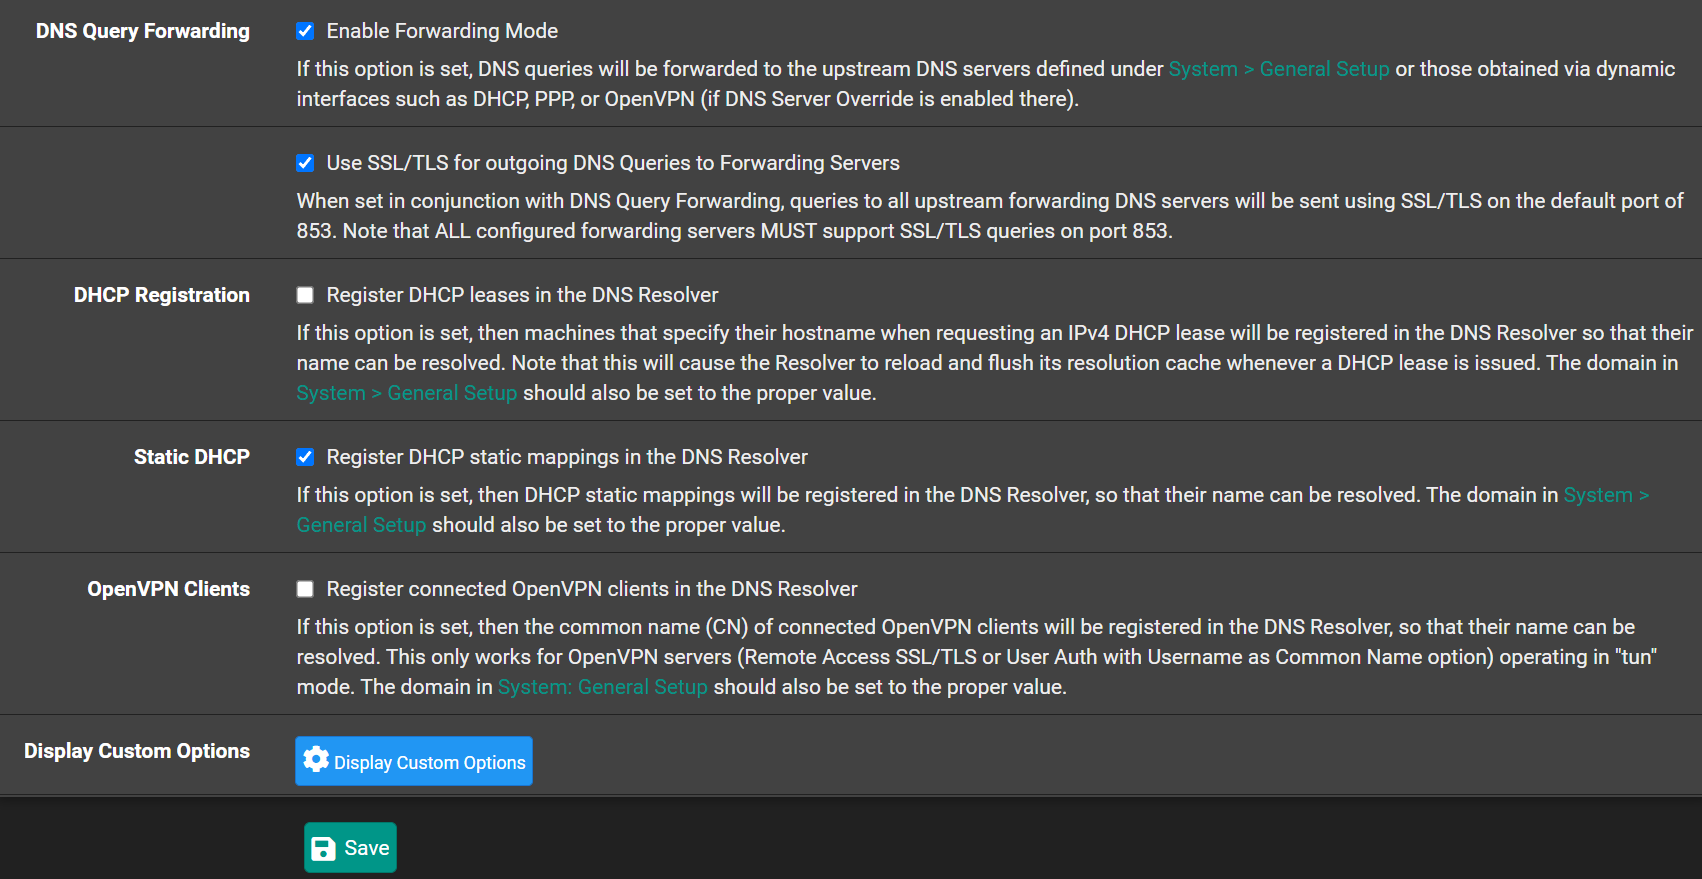 DNS Query Forwarding
Enable Forwarding Mode
If this option is set, DNS queries will be forwarded to the upstream DNS servers defined under System > General Setup or those obtained via dynamic
interfaces such as DHCP, PPP, or OpenVPN (if DNS Server Override is enabled there).
Use SSL/TLS for outgoing DNS Queries to Forwarding Servers
When set in conjunction with DNS Query Forwarding, queries to all upstream forwarding DNS servers will be sent using SSL/TLS on the default port of
853. Note that ALL configured forwarding servers MUST support SSL/TLS queries on port 853.
DHCP Registration
Register DHCP leases in the DNS Resolver
If this option is set, then machines that specify their hostname when requesting an IPv4 DHCP lease will be registered in the DNS Resolver so that their
name can be resolved. Note that this will cause the Resolver to reload and flush its resolution cache whenever a DHCP lease is issued. The domain in
System > General Setup should also be set to the proper value.
Static DHCP
Register DHCP static mappings in the DNS Resolver
If this option is set, then DHCP static mappings will be registered in the DNS Resolver, so that their name can be resolved. The domain in System >
General Setup should also be set to the proper value.
OpenVPN Clients
Register connected OpenVPN clients in the DNS Resolver
If this option is set, then the common name (CN) of connected OpenVPN clients will be registered in the DNS Resolver, so that their name can be
resolved. This only works for OpenVPN servers (Remote Access SSL/TLS or User Auth with Username as Common Name option) operating in "tun"
mode. The domain in System: General Setup should also be set to the proper value.
Display Custom Options
Display Custom Options
Save